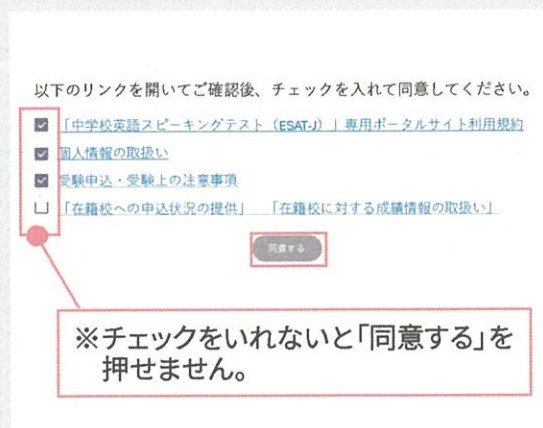 以下のリンクを開いてご確認後、チェックを入れて同意してください。
「中学校英語スピーキングテスト(ESAT-J)」専用ポータルサイト利用規約
個人情報の取扱い
受験申込・受験上の注意事項
「在籍校への申込状況の提供」 「在籍校に対する成績情報の取扱い」
同意する
※チェックをいれないと「同意する」を
押せません。